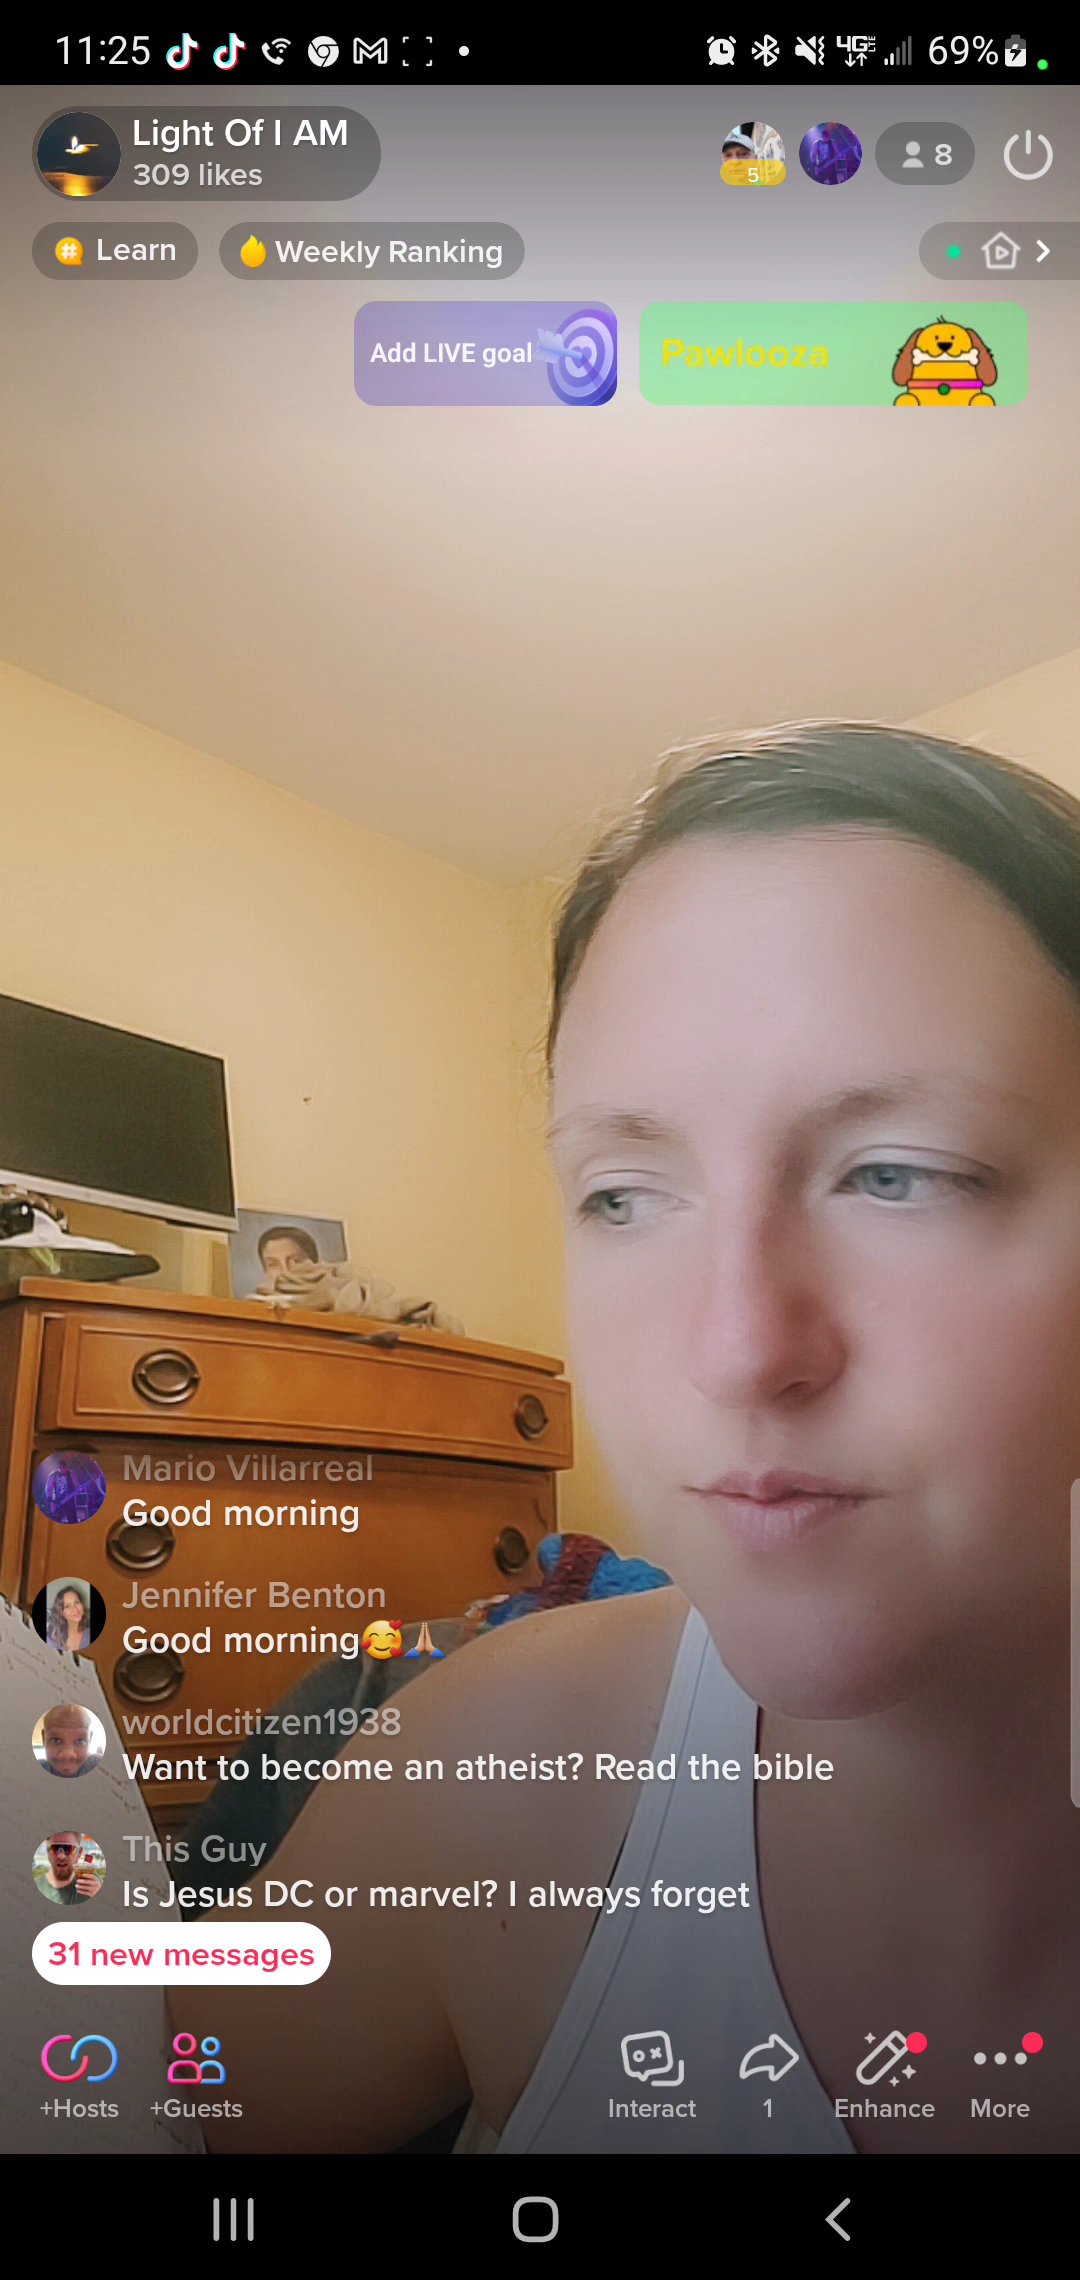 11:25
4G LTE
69%
Light Of I AM
309 likes
5
8
Learn
Weekly Ranking
Add LIVE goal
Pawlooza
Mario Villarreal
Good morning
Jennifer Benton
Good morning🥰🙏🏼
worldcitizen1938
Want to become an atheist? Read the bible
This Guy
Is Jesus DC or marvel? I always forget
31 new messages
+Hosts
+Guests
Interact
1
Enhance
More